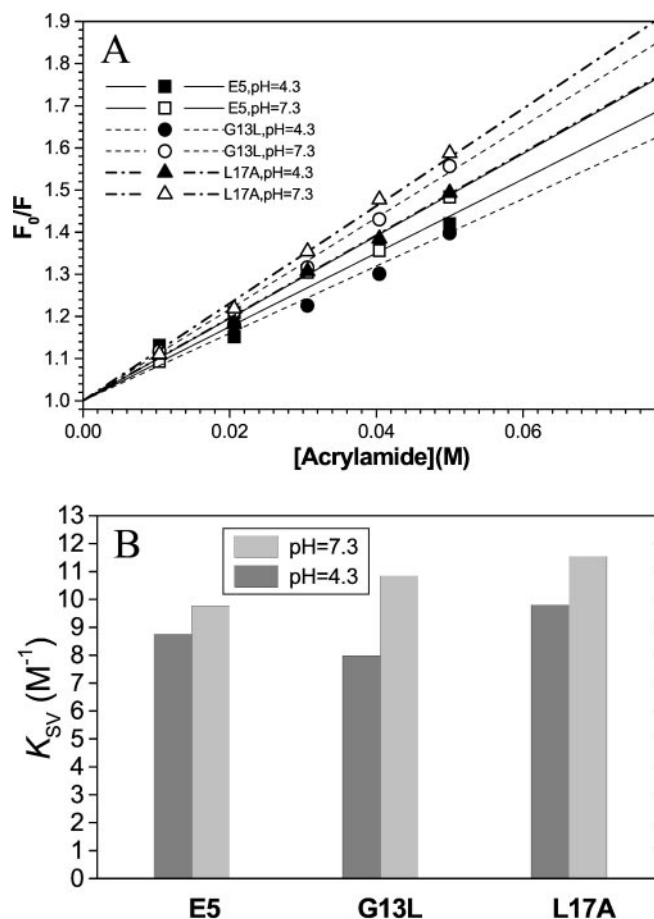 A
E5,pH=4.3
E5,pH=7.3
G13L,pH=4.3
G13L,pH=7.3
L17A,pH=4.3
L17A,pH=7.3
F₀/F
1.9
1.8
1.7
1.6
1.5
1.4
1.3
1.2
1.1
1.0
0.00 0.02 0.04 0.06
[Acrylamide](M)
B
pH=7.3
pH=4.3
K_SV (M⁻¹)
13
12
11
10
9
8
7
6
5
4
3
2
1
0
E5 G13L L17A